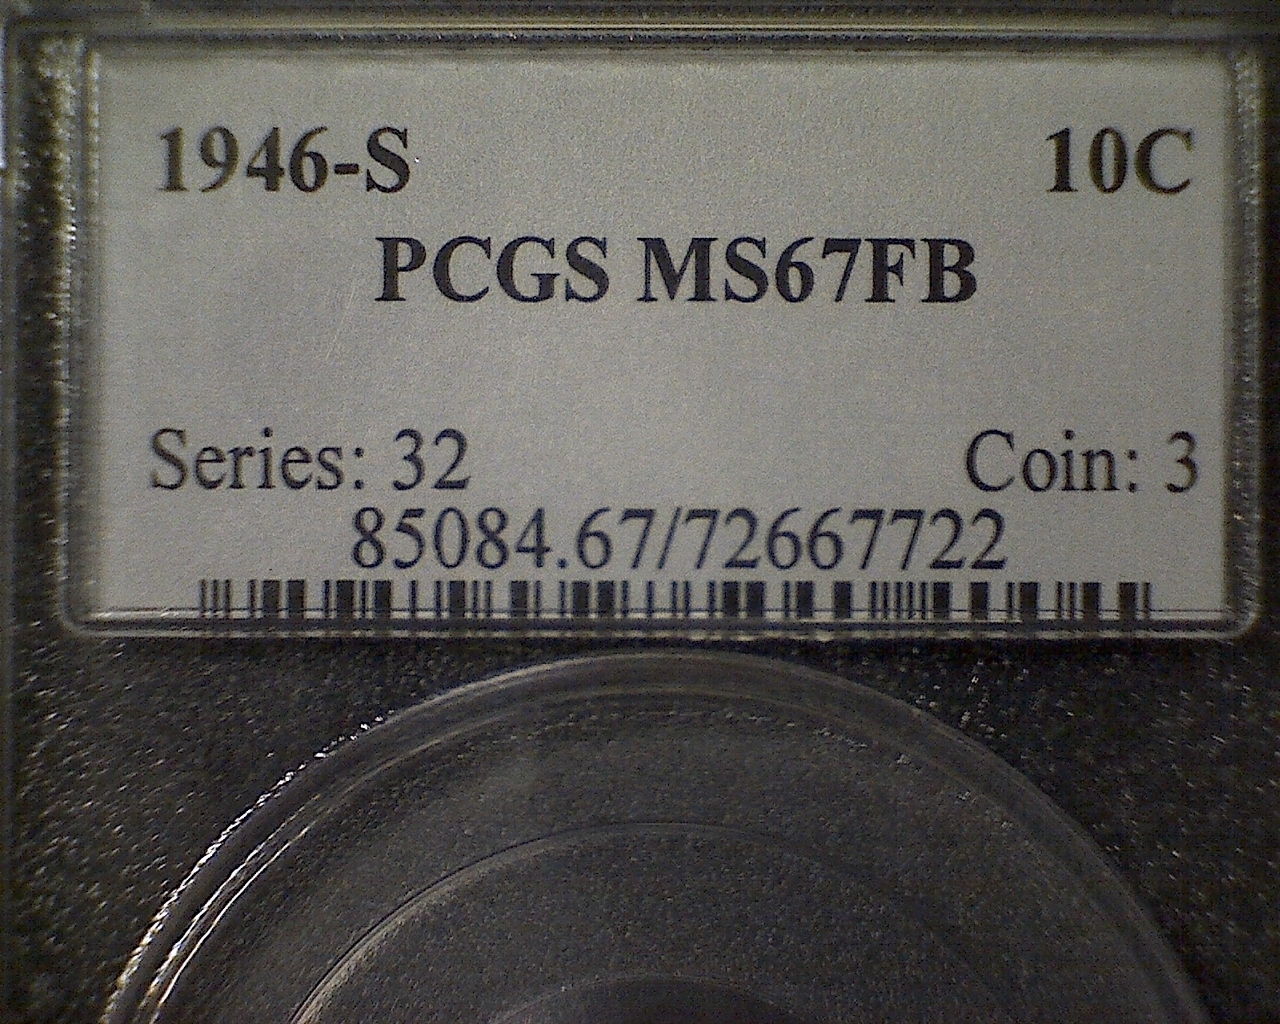 1946-S 10C
PCGS MS67FB
Series: 32 Coin: 3
85084.67/72667722